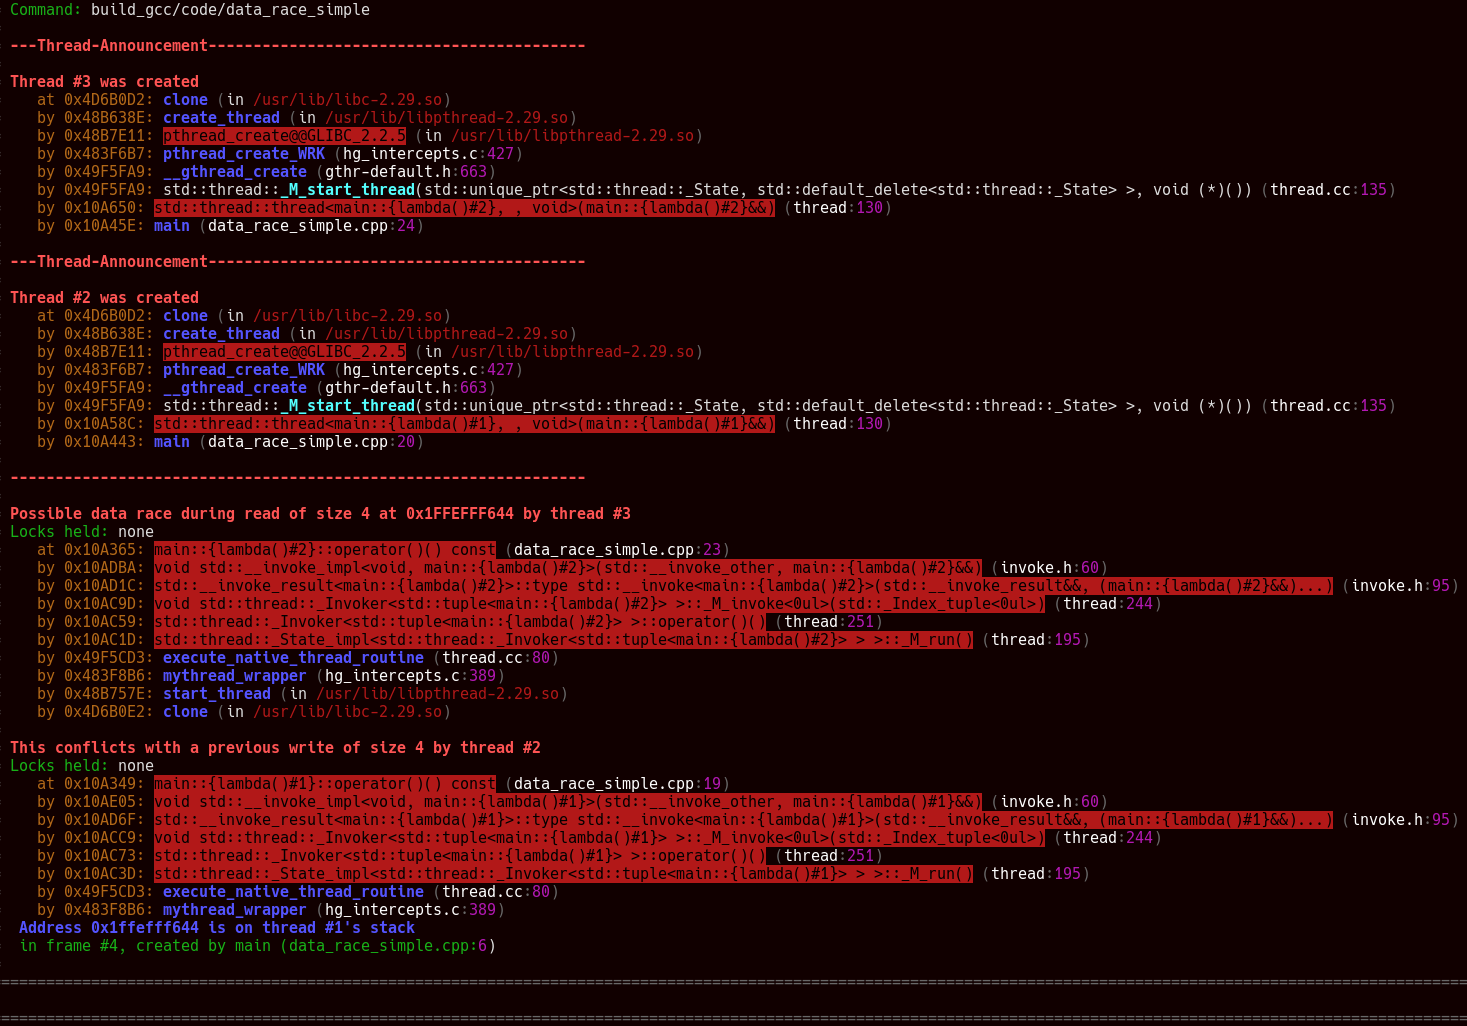 Command: build_gcc/code/data_race_simple
---Thread-Announcement------------------------------------------
Thread #3 was created
at 0x4D6B0D2: clone (in /usr/lib/libc-2.29.so)
by 0x48B638E: create_thread (in /usr/lib/libpthread-2.29.so)
by 0x48B7E11: pthread_create@@GLIBC_2.2.5 (in /usr/lib/libpthread-2.29.so)
by 0x483F6B7: pthread_create_WRK (hg_intercepts.c:427)
by 0x49F5FA9: __gthread_create (gthr-default.h:663)
by 0x49F5FA9: std::thread::_M_start_thread(std::unique_ptr<std::thread::_State, std::default_delete<std::thread::_State> >, void (*)()) (thread.cc:135)
by 0x10A650: std::thread::thread<main::{lambda()#2}, , void>(main::{lambda()#2}&&) (thread:130)
by 0x10A45E: main (data_race_simple.cpp:24)
---Thread-Announcement------------------------------------------
Thread #2 was created
at 0x4D6B0D2: clone (in /usr/lib/libc-2.29.so)
by 0x48B638E: create_thread (in /usr/lib/libpthread-2.29.so)
by 0x48B7E11: pthread_create@@GLIBC_2.2.5 (in /usr/lib/libpthread-2.29.so)
by 0x483F6B7: pthread_create_WRK (hg_intercepts.c:427)
by 0x49F5FA9: __gthread_create (gthr-default.h:663)
by 0x49F5FA9: std::thread::_M_start_thread(std::unique_ptr<std::thread::_State, std::default_delete<std::thread::_State> >, void (*)()) (thread.cc:135)
by 0x10A58C: std::thread::thread<main::{lambda()#1}, , void>(main::{lambda()#1}&&) (thread:130)
by 0x10A443: main (data_race_simple.cpp:20)
----------------------------------------------------------------
Possible data race during read of size 4 at 0x1FFEFFF644 by thread #3
Locks held: none
at 0x10A365: main::{lambda()#2}::operator()() const (data_race_simple.cpp:23)
by 0x10ADBA: void std::__invoke_impl<void, main::{lambda()#2}>(std::__invoke_other, main::{lambda()#2}&&) (invoke.h:60)
by 0x10AD1C: std::__invoke_result<main::{lambda()#2}>::type std::__invoke<main::{lambda()#2}>(std::__invoke_result&&, (main::{lambda()#2}&&)...) (invoke.h:95)
by 0x10AC9D: void std::thread::_Invoker<std::tuple<main::{lambda()#2}> >::_M_invoke<0ul>(std::_Index_tuple<0ul>) (thread:244)
by 0x10AC59: std::thread::_Invoker<std::tuple<main::{lambda()#2}> >::operator()() (thread:251)
by 0x10AC1D: std::thread::_State_impl<std::thread::_Invoker<std::tuple<main::{lambda()#2}> > >::_M_run() (thread:195)
by 0x49F5CD3: execute_native_thread_routine (thread.cc:80)
by 0x483F8B6: mythread_wrapper (hg_intercepts.c:389)
by 0x48B757E: start_thread (in /usr/lib/libpthread-2.29.so)
by 0x4D6B0E2: clone (in /usr/lib/libc-2.29.so)
This conflicts with a previous write of size 4 by thread #2
Locks held: none
at 0x10A349: main::{lambda()#1}::operator()() const (data_race_simple.cpp:19)
by 0x10AE05: void std::__invoke_impl<void, main::{lambda()#1}>(std::__invoke_other, main::{lambda()#1}&&) (invoke.h:60)
by 0x10AD6F: std::__invoke_result<main::{lambda()#1}>::type std::__invoke<main::{lambda()#1}>(std::__invoke_result&&, (main::{lambda()#1}&&)...) (invoke.h:95)
by 0x10ACC9: void std::thread::_Invoker<std::tuple<main::{lambda()#1}> >::_M_invoke<0ul>(std::_Index_tuple<0ul>) (thread:244)
by 0x10AC73: std::thread::_Invoker<std::tuple<main::{lambda()#1}> >::operator()() (thread:251)
by 0x10AC3D: std::thread::_State_impl<std::thread::_Invoker<std::tuple<main::{lambda()#1}> > >::_M_run() (thread:195)
by 0x49F5CD3: execute_native_thread_routine (thread.cc:80)
by 0x483F8B6: mythread_wrapper (hg_intercepts.c:389)
Address 0x1ffefff644 is on thread #1's stack
in frame #4, created by main (data_race_simple.cpp:6)